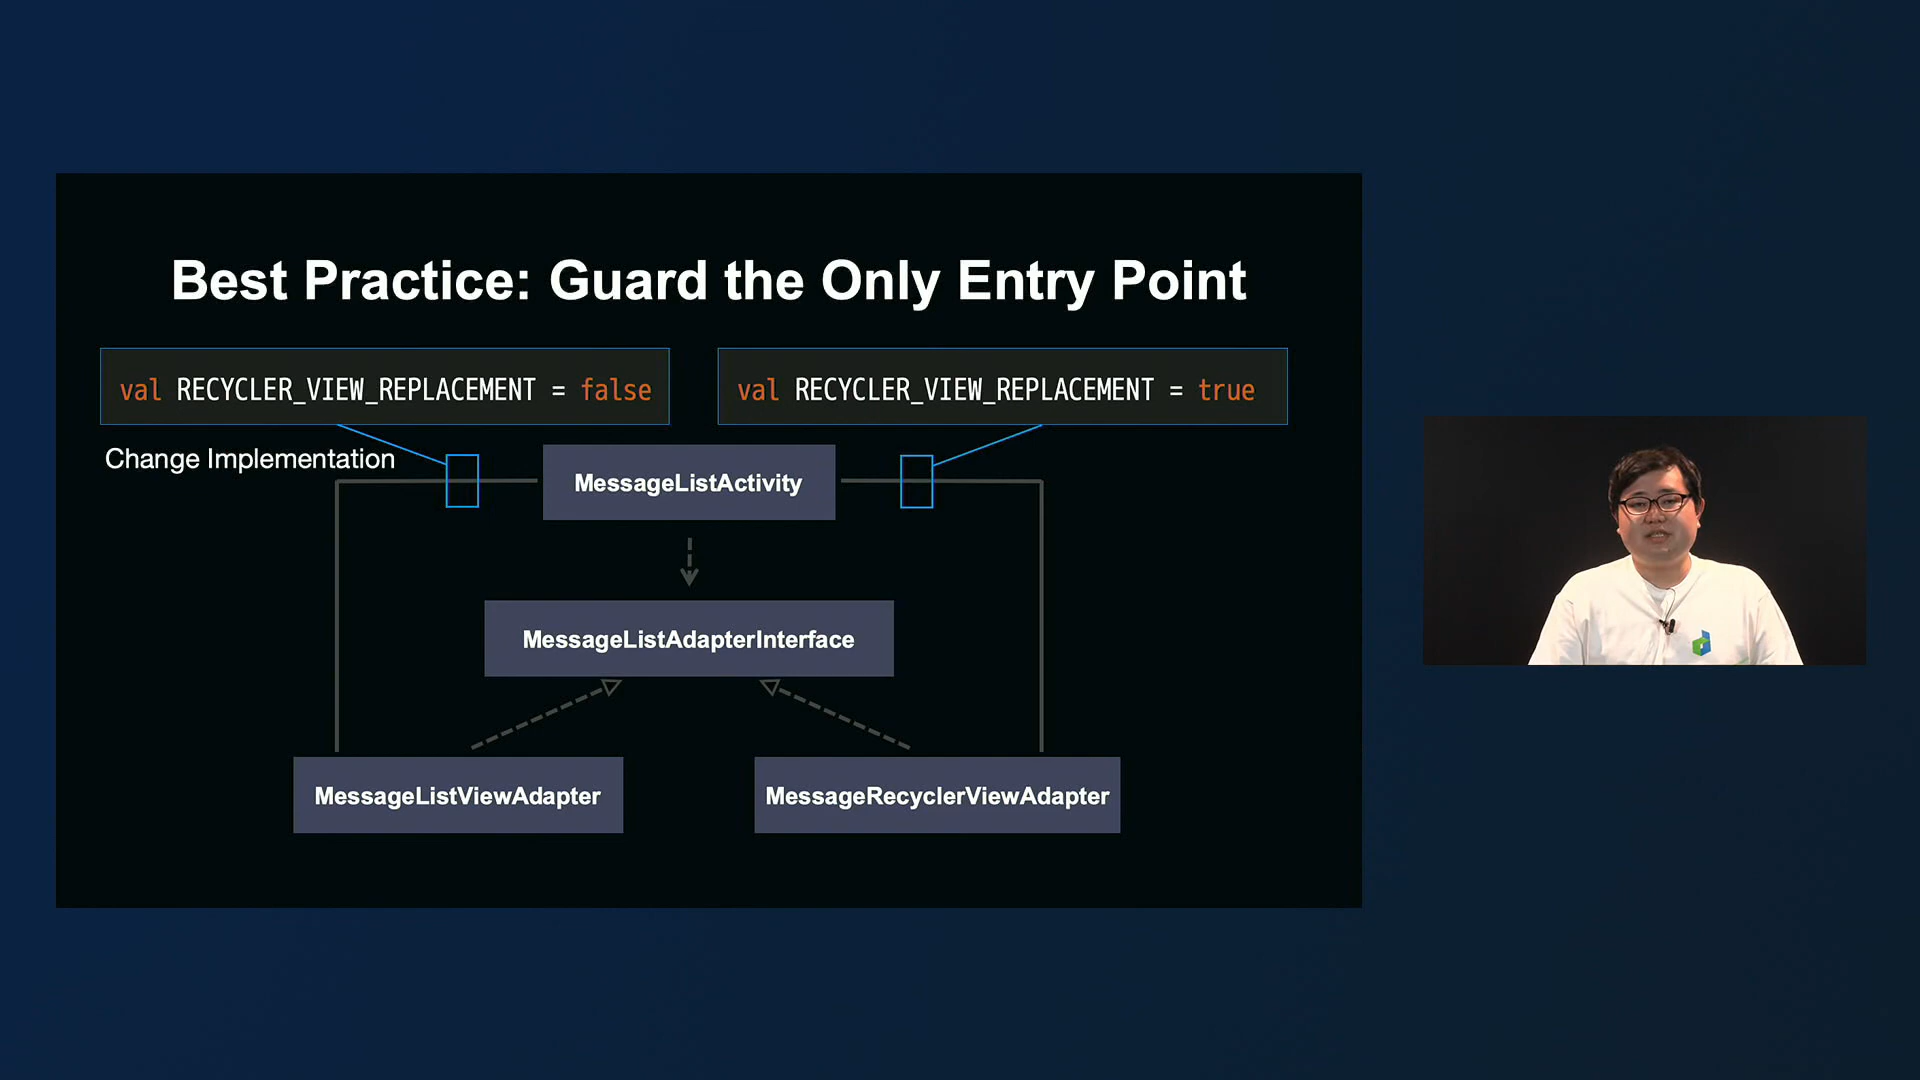 Best Practice: Guard the Only Entry Point
val RECYCLER_VIEW_REPLACEMENT = false
val RECYCLER_VIEW_REPLACEMENT = true
Change Implementation
MessageListActivity
MessageListAdapterInterface
MessageListViewAdapter
MessageRecyclerViewAdapter